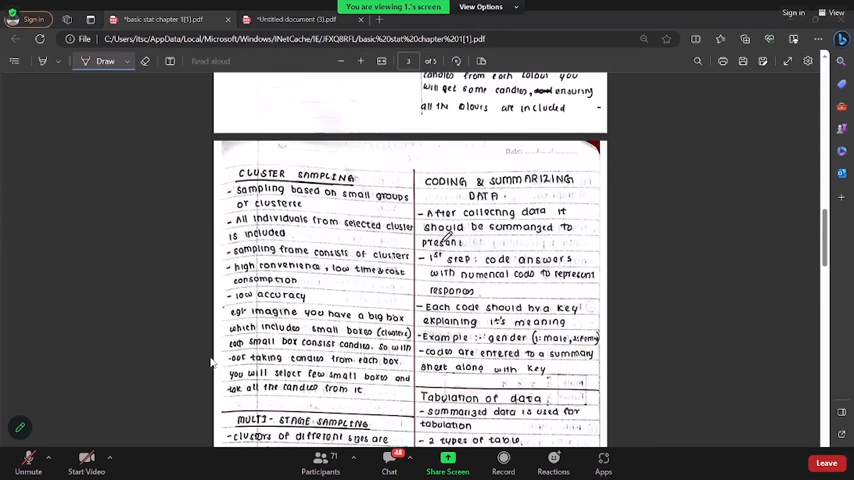 You are viewing 1.'s screen
View Options
Sign in
View
Sign in
*basic stat chapter 1[1].pdf
*Untitled document (3).pdf
File
C:/Users/itsc/AppData/Local/Microsoft/Windows/INetCache/IE/JFXQ8RFL/basic%20stat%20chapter%201[1].pdf
Draw
Read aloud
3
of 5
candies from each colour you
will get some candies, ensuring
all th colours are included
No
Date:
CLUSTER SAMPLING
- Sampling based on small groups
or clusters
- All individuals from selected cluster
is included
- sampling frame consists of clusters
- high convenience, low time & cost
consumption
- low accuracy
eg:- imagine you have a big box
which includes small boxes (clusters)
each small box consist candies. so with
-out taking candies from each box
you will select few small boxes and
tak all the candies from it
MULTI-STAGE SAMPLING
- clusters of different sizes are
CODING & SUMMARIZING
DATA.
- After collecting data it
should be summarized to
present
- 1st step: code answers
with numerical code to represent
responses
- Each code should hv a key
explaining it's meaning
- Example :- gender (1: male,
- codes are entered to a summary
sheet along with key
Tabulation of data
- summarized data is used for
tabulation
- 2 types of table
Unmute
Start Video
71
Participants
48
Chat
Share Screen
Record
Reactions
Apps
Leave